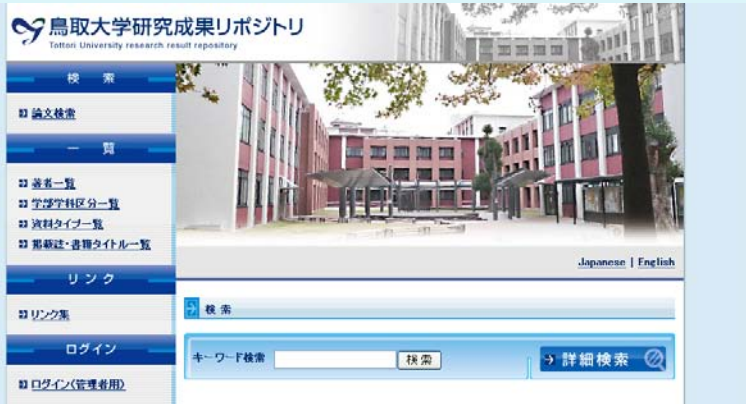 鳥取大学研究成果リポジトリ
Tottori University research result repository
検索
論文検索
一覧
著者一覧
学部学科区分一覧
資料タイプ一覧
掲載誌・書籍タイトル一覧
リンク
リンク集
ログイン
ログイン(管理者用)
Japanese | English
検索
キーワード検索
検索
詳細検索